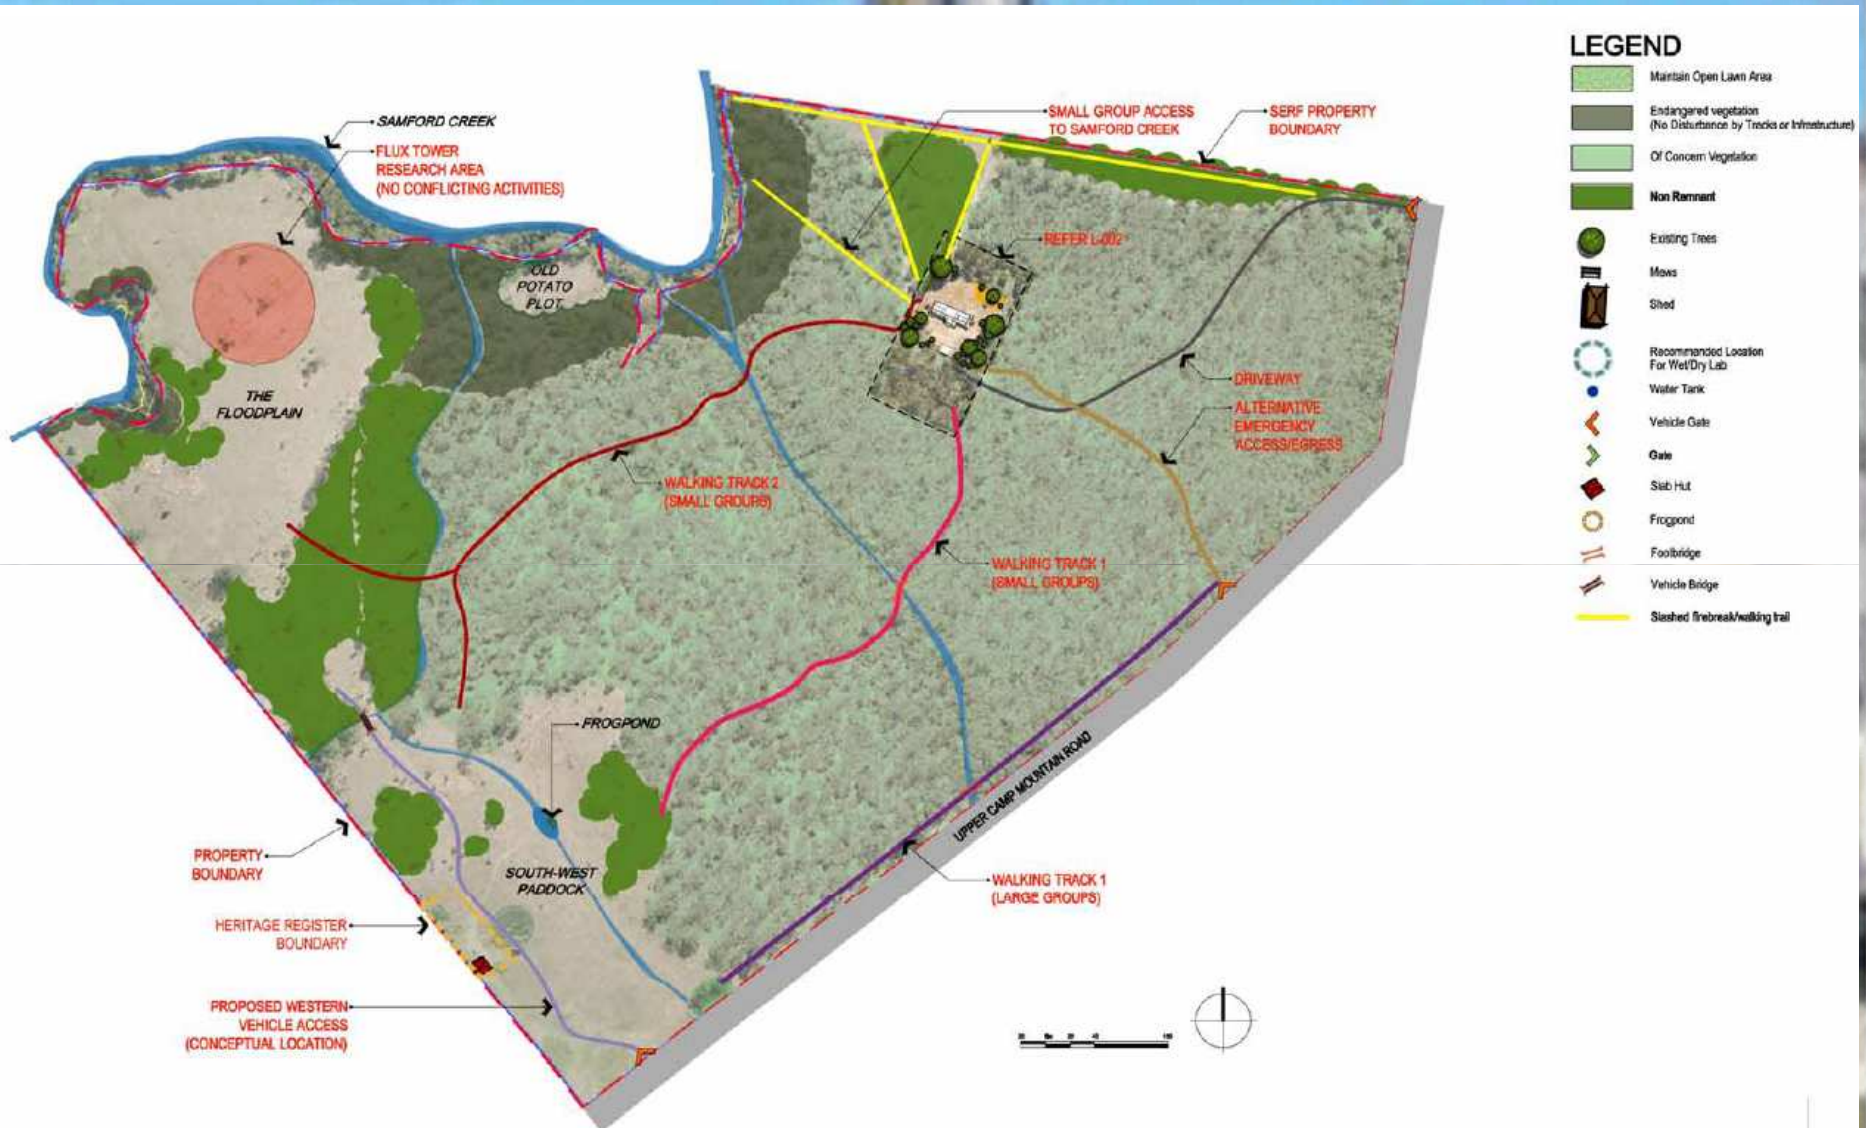 LEGEND
Maintain Open Lawn Area
Endangered vegetation
(No Disturbance by Tracks or Infrastructure)
Of Concern Vegetation
Non Remnant
Existing Trees
Mews
Shed
Recommended Location
For Wet/Dry Lab
Water Tank
Vehicle Gate
Gate
Slab Hut
Frogpond
Footbridge
Vehicle Bridge
Slashed firebreak/walking trail
SAMFORD CREEK
FLUX TOWER
RESEARCH AREA
(NO CONFLICTING ACTIVITIES)
SMALL GROUP ACCESS
TO SAMFORD CREEK
SERF PROPERTY
BOUNDARY
REFER L-002
OLD
POTATO
PLOT
THE
FLOODPLAIN
DRIVEWAY
ALTERNATIVE
EMERGENCY
ACCESS/EGRESS
WALKING TRACK 2
(SMALL GROUPS)
WALKING TRACK 1
(SMALL GROUPS)
FROGPOND
UPPER CAMP MOUNTAIN ROAD
PROPERTY
BOUNDARY
SOUTH-WEST
PADDOCK
WALKING TRACK 1
(LARGE GROUPS)
HERITAGE REGISTER
BOUNDARY
PROPOSED WESTERN
VEHICLE ACCESS
(CONCEPTUAL LOCATION)